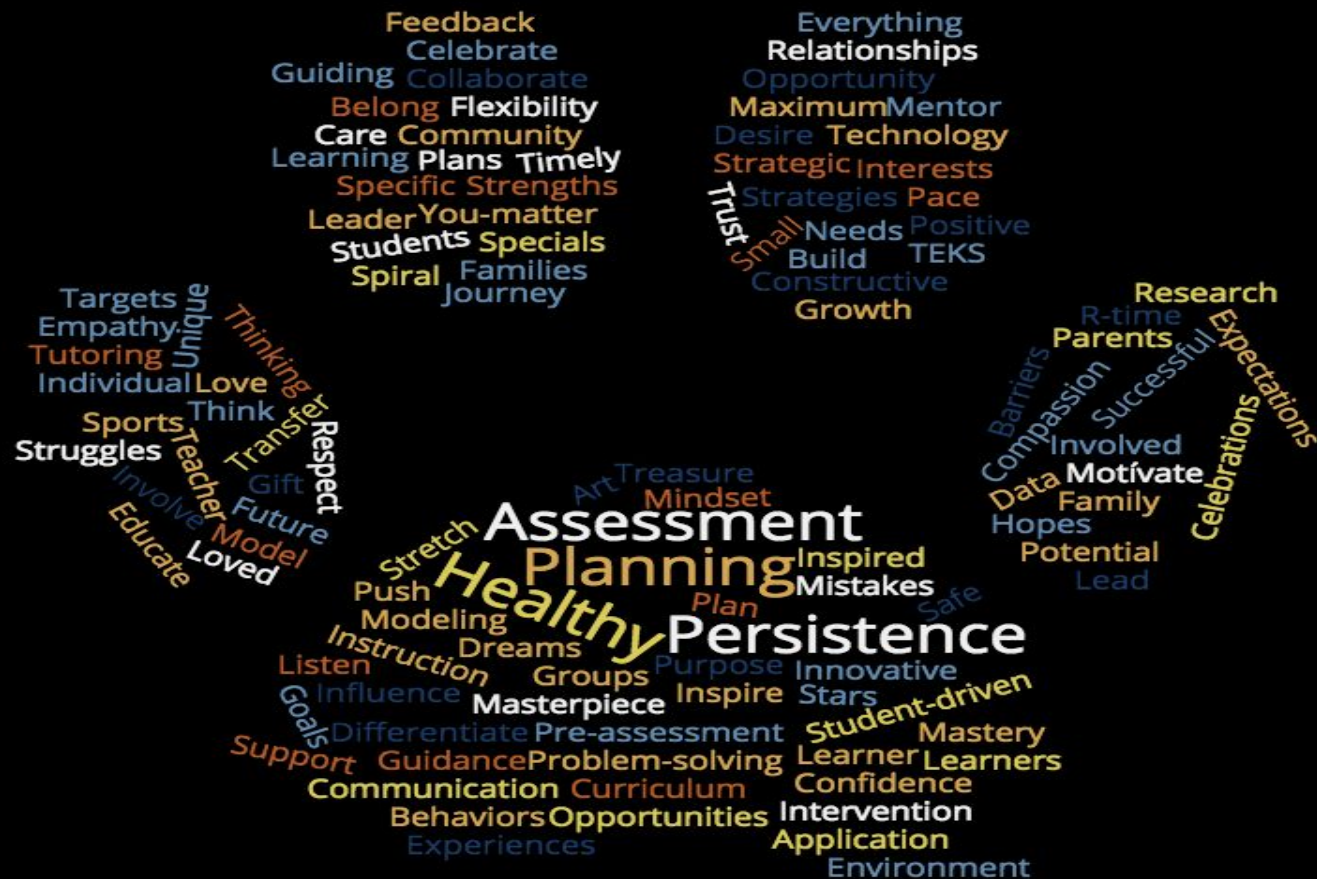 Feedback
Celebrate
Guiding Collaborate
Belong Flexibility
Care Community
Learning Plans Timely
Specific Strengths
Leader You-matter
Students Specials
Spiral Families
Journey
Everything
Relationships
Opportunity
Maximum Mentor
Desire Technology
Strategic Interests
Trust Strategies Pace
Small Needs Positive
Build TEKS
Constructive
Growth
Targets Unique
Empathy Thinking
Tutoring
Individual Love
Think
Sports Transfer
Struggles Teacher Respect
Involve Gift
Educate Future
Model
Loved
Research
R-time Expectations
Parents
Barriers Successful
Compassion Celebrations
Involved
Motívate
Data Family
Hopes
Potential
Lead
Art Treasure
Mindset
Assessment
Stretch Planning Inspired
Healthy Mistakes
Push Plan Safe
Modeling Persistence
Instruction Dreams
Listen Groups Purpose Innovative
Goals Influence Masterpiece Inspire Stars
Student-driven
Differentiate Pre-assessment Mastery
Support Guidance Problem-solving Learner Learners
Communication Curriculum Confidence
Behaviors Opportunities Intervention
Experiences Application
Environment